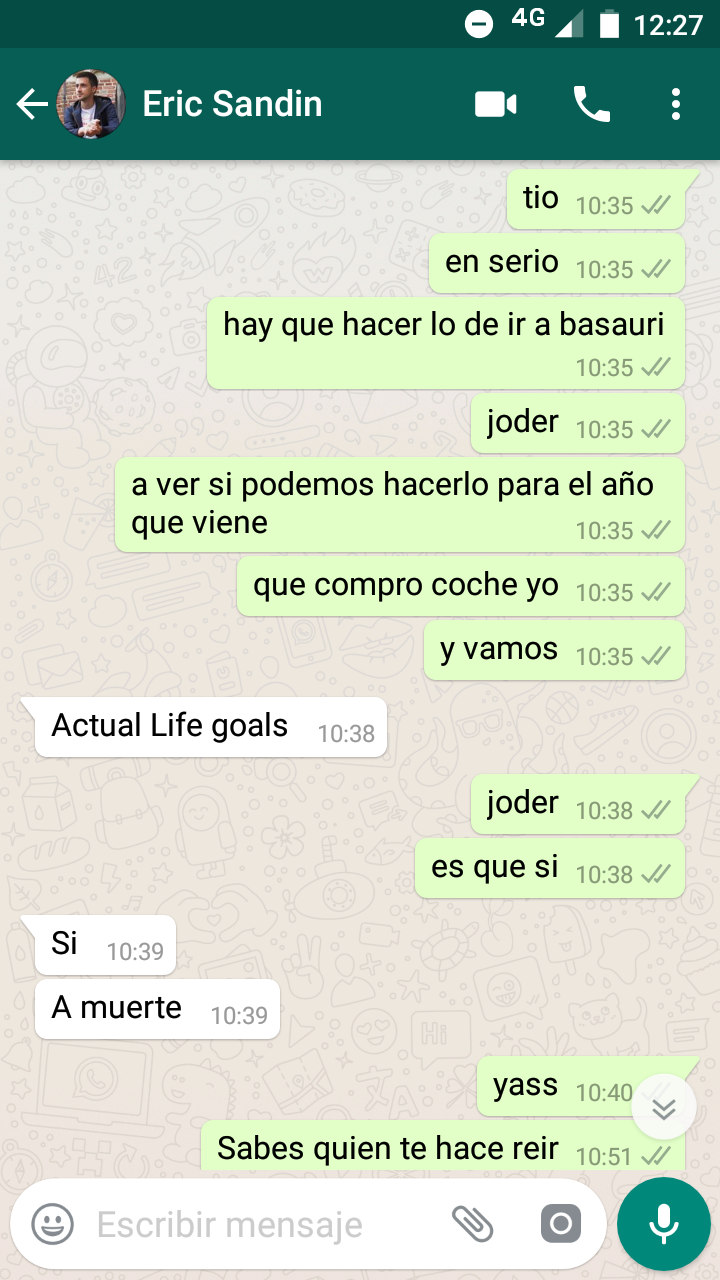 4G 12:27
Eric Sandin
tio 10:35
en serio 10:35
hay que hacer lo de ir a basauri
10:35
joder 10:35
a ver si podemos hacerlo para el año
que viene 10:35
que compro coche yo 10:35
y vamos 10:35
Actual Life goals 10:38
joder 10:38
es que si 10:38
Si 10:39
A muerte 10:39
yass 10:40
Sabes quien te hace reir 10:51
Escribir mensaje